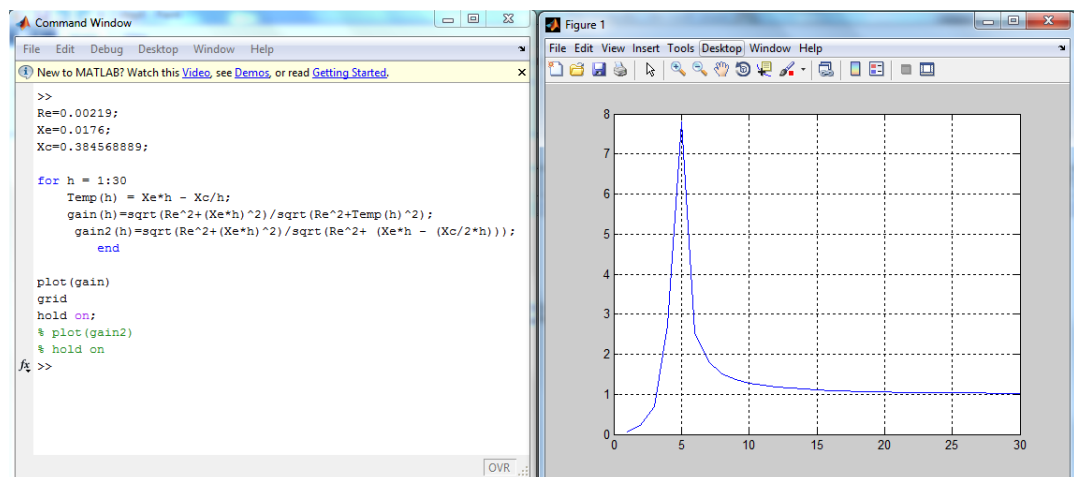 Command Window
File Edit Debug Desktop Window Help
New to MATLAB? Watch this Video, see Demos, or read Getting Started.
>>
Re=0.00219;
Xe=0.0176;
Xc=0.384568889;
for h = 1:30
Temp(h) = Xe*h - Xc/h;
gain(h)=sqrt(Re^2+(Xe*h)^2)/sqrt(Re^2+Temp(h)^2);
gain2(h)=sqrt(Re^2+(Xe*h)^2)/sqrt(Re^2+ (Xe*h - (Xc/2*h)));
end
plot(gain)
grid
hold on;
% plot(gain2)
% hold on
fx >>
OVR
Figure 1
File Edit View Insert Tools Desktop Window Help
8
7
6
5
4
3
2
1
0
0 5 10 15 20 25 30